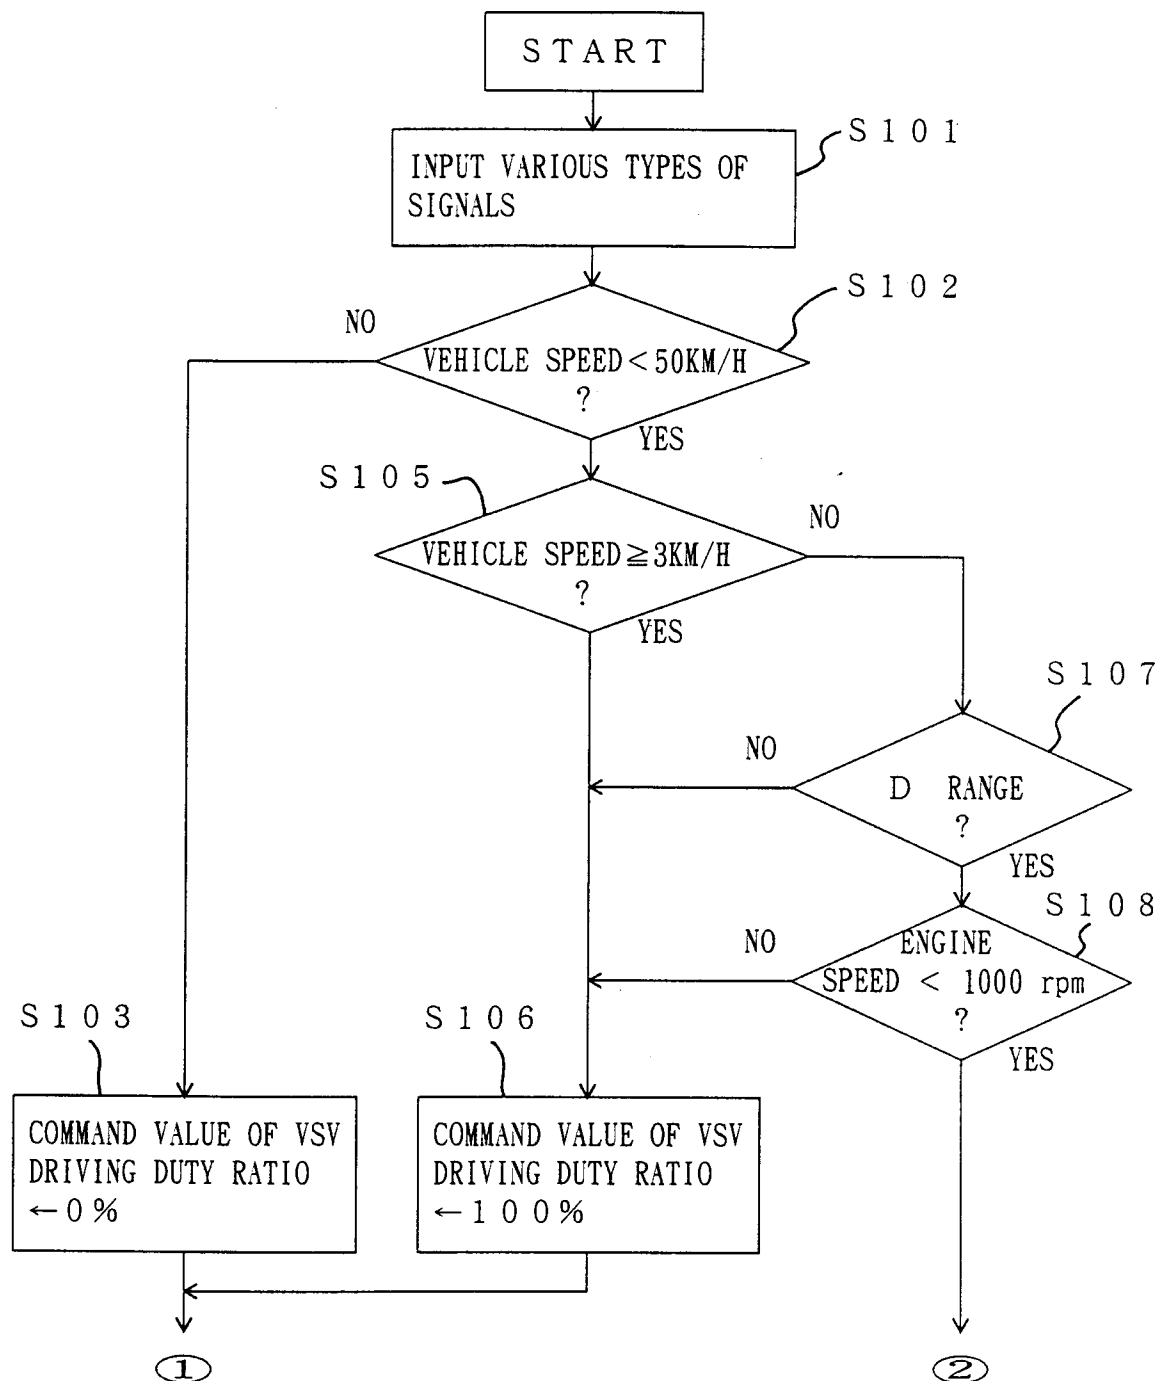 START
S101
INPUT VARIOUS TYPES OF
SIGNALS
S102
NO
VEHICLE SPEED<50KM/H
?
YES
S105
NO
VEHICLE SPEED≧3KM/H
?
YES
S107
NO
D RANGE
?
YES
S108
NO
ENGINE
SPEED < 1000 rpm
?
YES
S103
COMMAND VALUE OF VSV
DRIVING DUTY RATIO
←0%
S106
COMMAND VALUE OF VSV
DRIVING DUTY RATIO
←100%
①
②